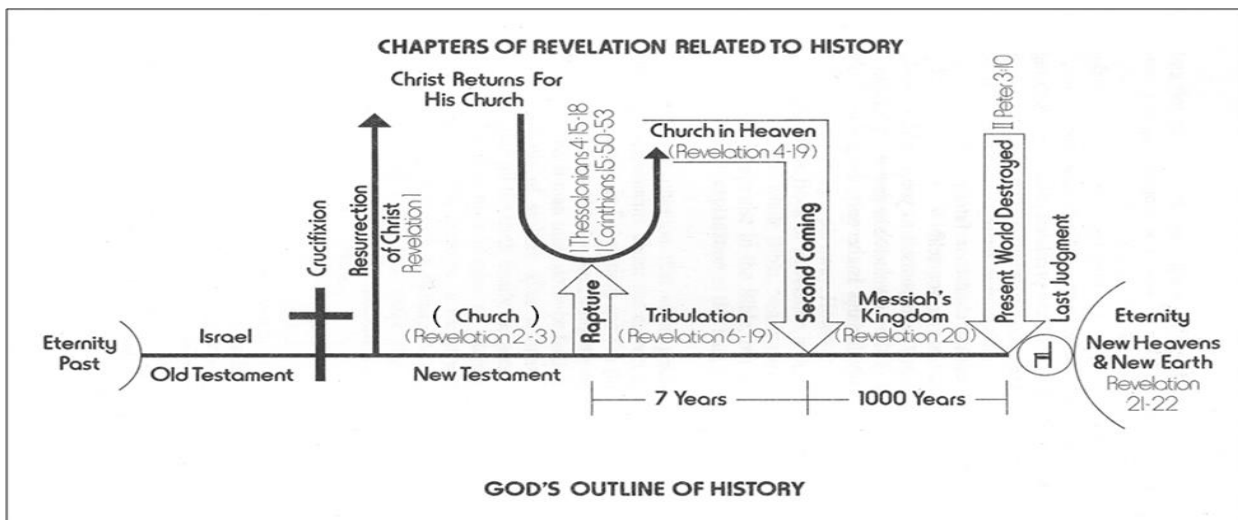 CHAPTERS OF REVELATION RELATED TO HISTORY
Christ Returns For
His Church
I Thessalonians 4:15-18
I Corinthians 15:50-53
Church in Heaven
(Revelation 4-19)
II Peter 3:10
Present World Destroyed
Last Judgment
Crucifixion
Resurrection
of Christ
Revelation 1
Rapture
Second Coming
Eternity
Past
Israel
Old Testament
( Church )
(Revelation 2-3)
New Testament
Tribulation
(Revelation 6-19)
Messiah's
Kingdom
(Revelation 20)
Eternity
New Heavens
& New Earth
Revelation
21-22
7 Years
1000 Years
GOD'S OUTLINE OF HISTORY